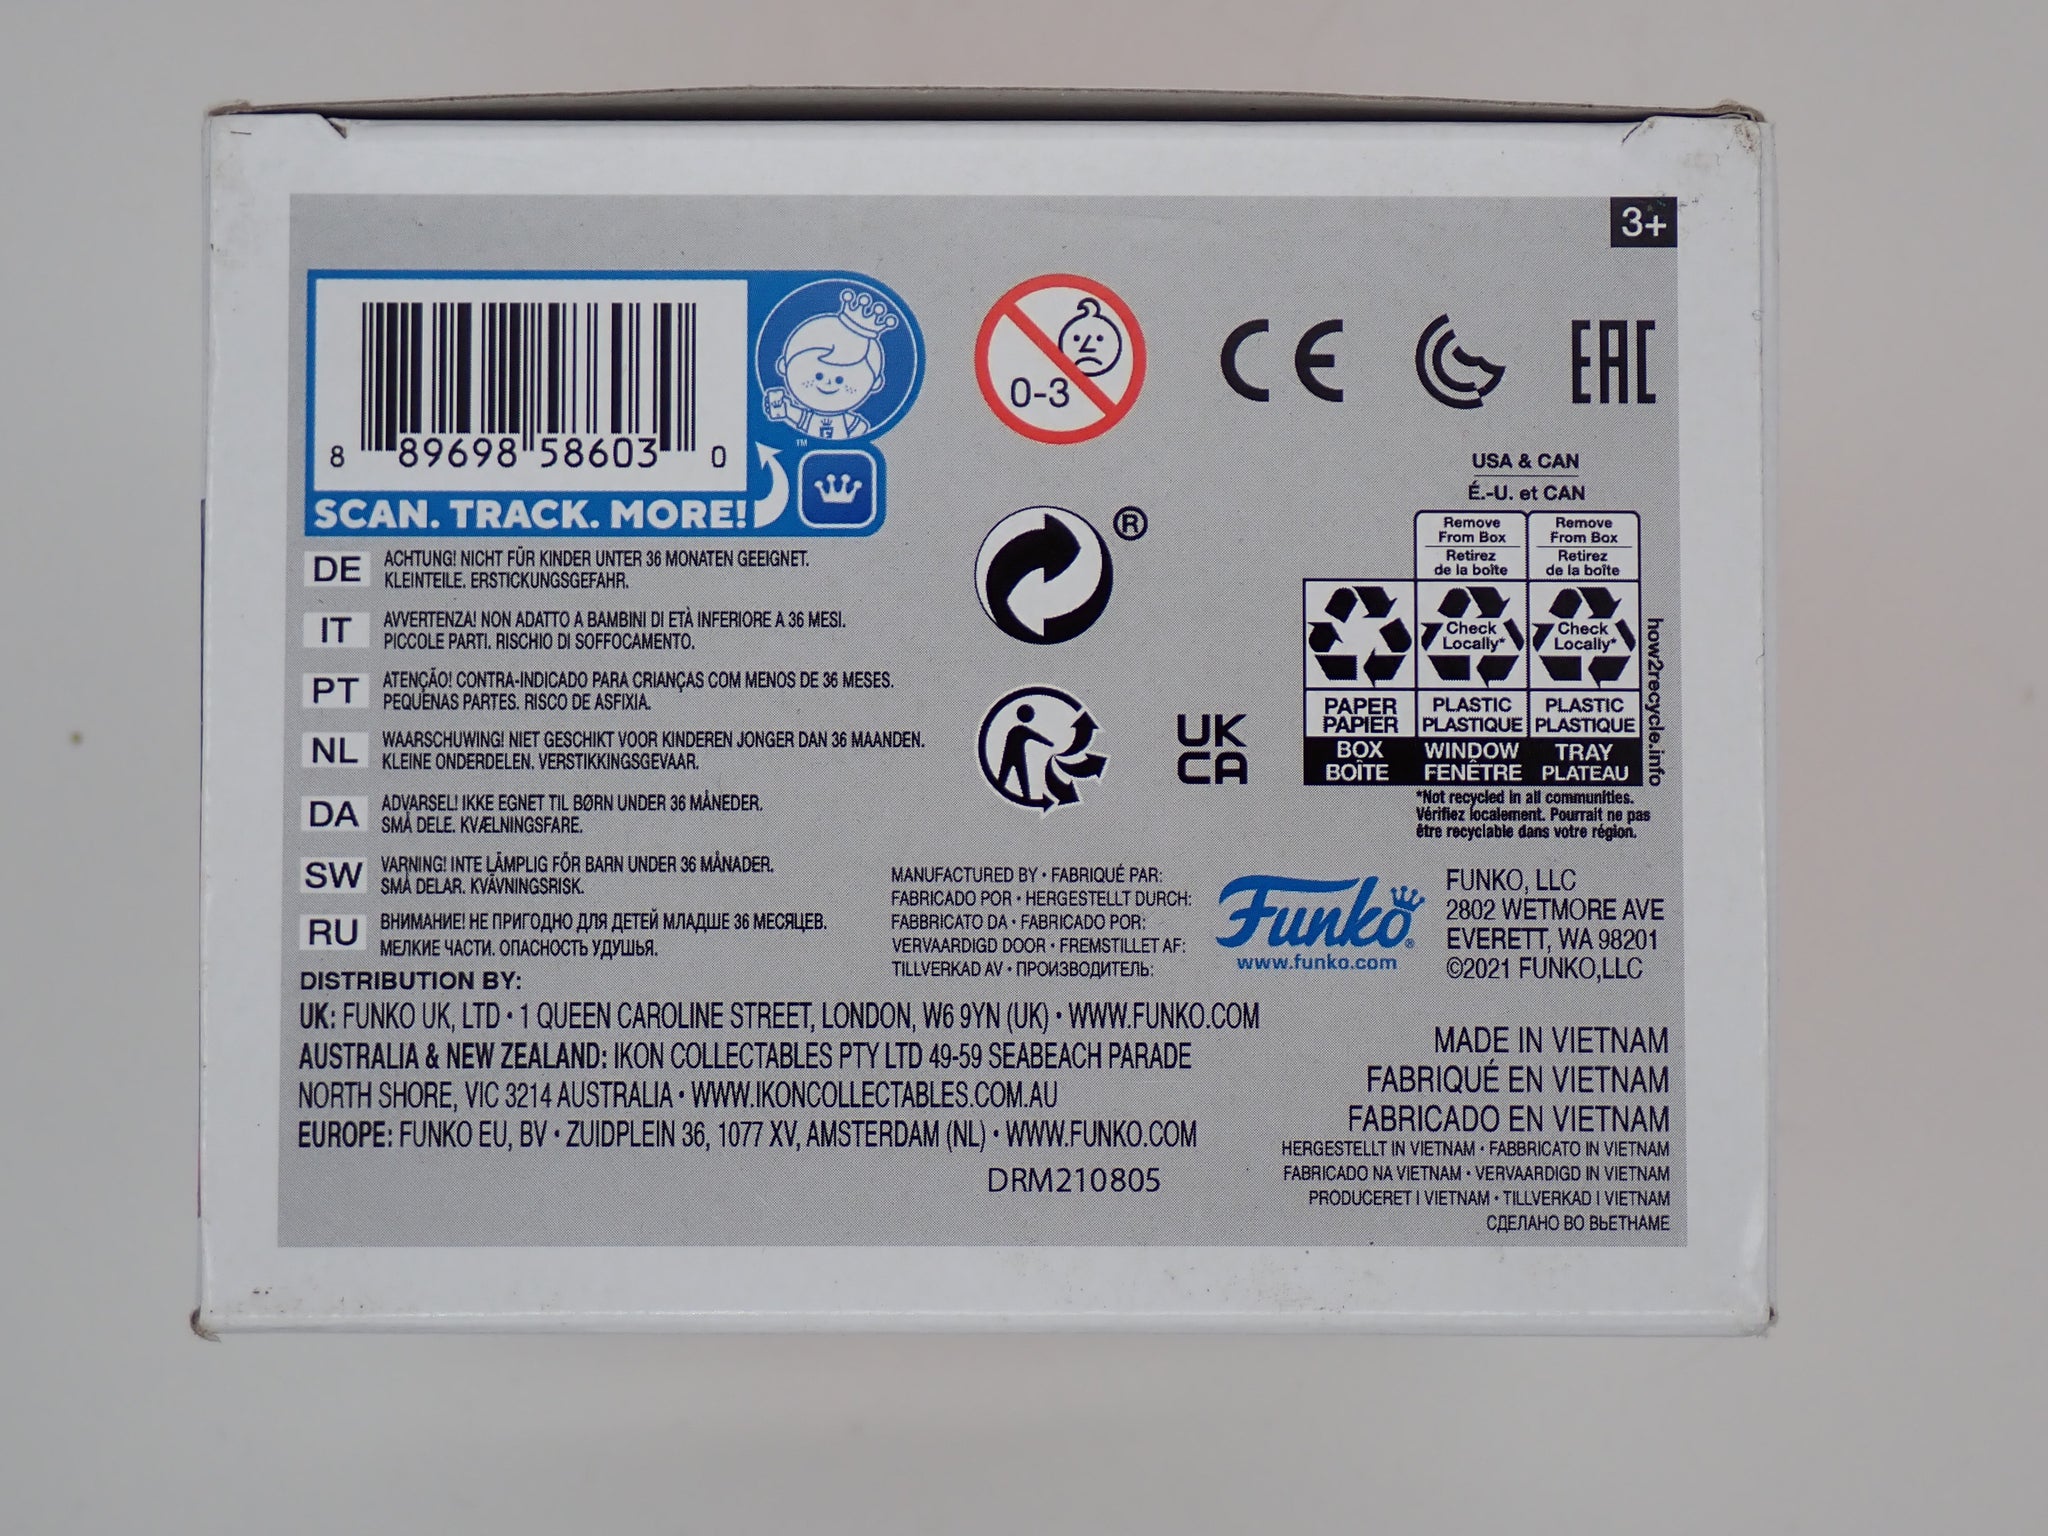 3+
8 89698 58603 0
SCAN. TRACK. MORE!
TM
0-3
CE
EAC
USA & CAN
É.-U. et CAN
Remove From Box
Retirez de la boîte
Remove From Box
Retirez de la boîte
Check Locally*
Check Locally*
PAPER PAPIER
PLASTIC PLASTIQUE
PLASTIC PLASTIQUE
BOX BOÎTE
WINDOW FENÊTRE
TRAY PLATEAU
how2recycle.info
*Not recycled in all communities.
Vérifiez localement. Pourrait ne pas
être recyclable dans votre région.
®
UK
CA
DE ACHTUNG! NICHT FÜR KINDER UNTER 36 MONATEN GEEIGNET.
KLEINTEILE. ERSTICKUNGSGEFAHR.
IT AVVERTENZA! NON ADATTO A BAMBINI DI ETÀ INFERIORE A 36 MESI.
PICCOLE PARTI. RISCHIO DI SOFFOCAMENTO.
PT ATENÇÃO! CONTRA-INDICADO PARA CRIANÇAS COM MENOS DE 36 MESES.
PEQUENAS PARTES. RISCO DE ASFIXIA.
NL WAARSCHUWING! NIET GESCHIKT VOOR KINDEREN JONGER DAN 36 MAANDEN.
KLEINE ONDERDELEN. VERSTIKKINGSGEVAAR.
DA ADVARSEL! IKKE EGNET TIL BØRN UNDER 36 MÅNEDER.
SMÅ DELE. KVÆLNINGSFARE.
SW VARNING! INTE LÄMPLIG FÖR BARN UNDER 36 MÅNADER.
SMÅ DELAR. KVÄVNINGSRISK.
RU ВНИМАНИЕ! НЕ ПРИГОДНО ДЛЯ ДЕТЕЙ МЛАДШЕ 36 МЕСЯЦЕВ.
МЕЛКИЕ ЧАСТИ. ОПАСНОСТЬ УДУШЬЯ.
MANUFACTURED BY • FABRIQUÉ PAR:
FABRICADO POR • HERGESTELLT DURCH:
FABBRICATO DA • FABRICADO POR:
VERVAARDIGD DOOR • FREMSTILLET AF:
TILLVERKAD AV • ПРОИЗВОДИТЕЛЬ:
Funko®
www.funko.com
FUNKO, LLC
2802 WETMORE AVE
EVERETT, WA 98201
©2021 FUNKO,LLC
DISTRIBUTION BY:
UK: FUNKO UK, LTD • 1 QUEEN CAROLINE STREET, LONDON, W6 9YN (UK) • WWW.FUNKO.COM
AUSTRALIA & NEW ZEALAND: IKON COLLECTABLES PTY LTD 49-59 SEABEACH PARADE
NORTH SHORE, VIC 3214 AUSTRALIA • WWW.IKONCOLLECTABLES.COM.AU
EUROPE: FUNKO EU, BV • ZUIDPLEIN 36, 1077 XV, AMSTERDAM (NL) • WWW.FUNKO.COM
DRM210805
MADE IN VIETNAM
FABRIQUÉ EN VIETNAM
FABRICADO EN VIETNAM
HERGESTELLT IN VIETNAM • FABBRICATO IN VIETNAM
FABRICADO NA VIETNAM • VERVAARDIGD IN VIETNAM
PRODUCERET I VIETNAM • TILLVERKAD I VIETNAM
СДЕЛАНО ВО ВЬЕТНАМЕ